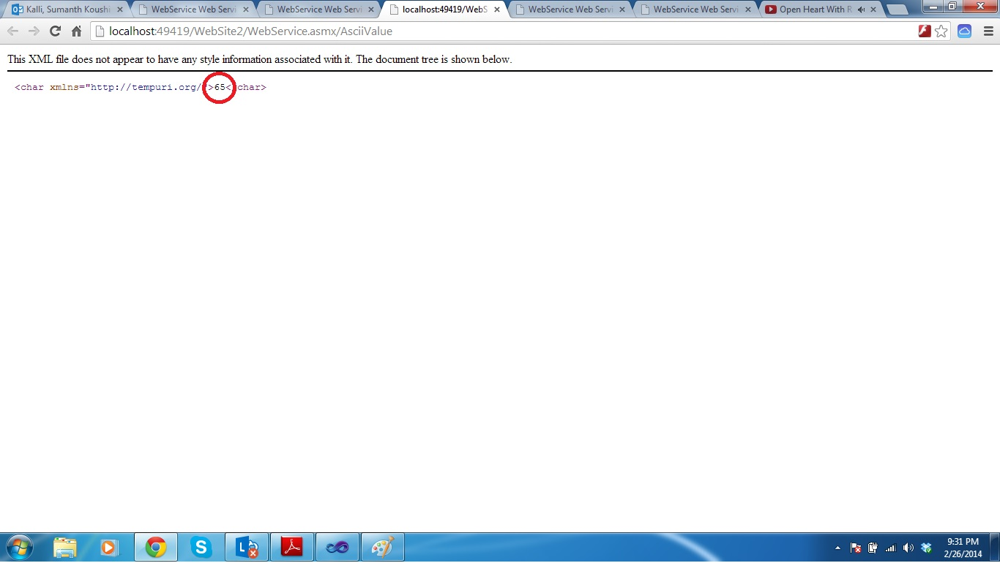 Kalli, Sumanth Koushi
WebService Web Servi
WebService Web Servi
localhost:49419/WebS
WebService Web Servi
WebService Web Servi
Open Heart With R
localhost:49419/WebSite2/WebService.asmx/AsciiValue
This XML file does not appear to have any style information associated with it. The document tree is shown below.
<char xmlns="http://tempuri.org/">65</char>
9:31 PM
2/26/2014